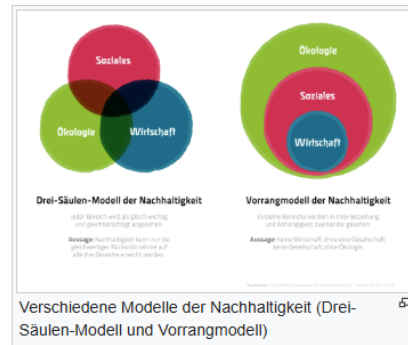 Soziales
Ökologie
Wirtschaft
Drei-Säulen-Modell der Nachhaltigkeit
Jeder Bereich wird als gleich wichtig
und gleichberechtigt angesehen.
Aussage: Nachhaltigkeit kann nur bei
gleichwertiger Rücksichtnahme auf
alle drei Bereiche erreicht werden.
Ökologie
Soziales
Wirtschaft
Vorrangmodell der Nachhaltigkeit
Einzelne Bereiche werden in ihrer Beziehung
und Abhängigkeit zueinander gesehen.
Aussage: Keine Wirtschaft ohne eine Gesellschaft,
keine Gesellschaft ohne Ökologie.
Verschiedene Modelle der Nachhaltigkeit (Drei-
Säulen-Modell und Vorrangmodell)